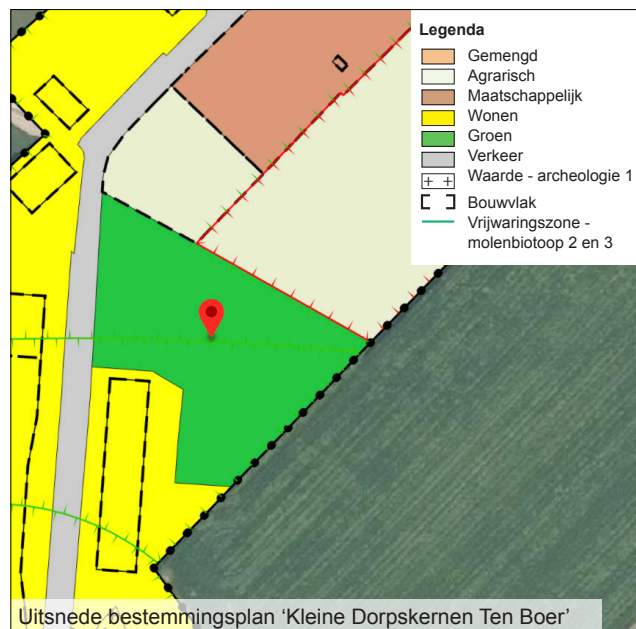 Legenda
Gemengd
Agrarisch
Maatschappelijk
Wonen
Groen
Verkeer
Waarde - archeologie 1
Bouwvlak
Vrijwaringszone -
molenbiotoop 2 en 3
Uitsnede bestemmingsplan ‘Kleine Dorpskernen Ten Boer’